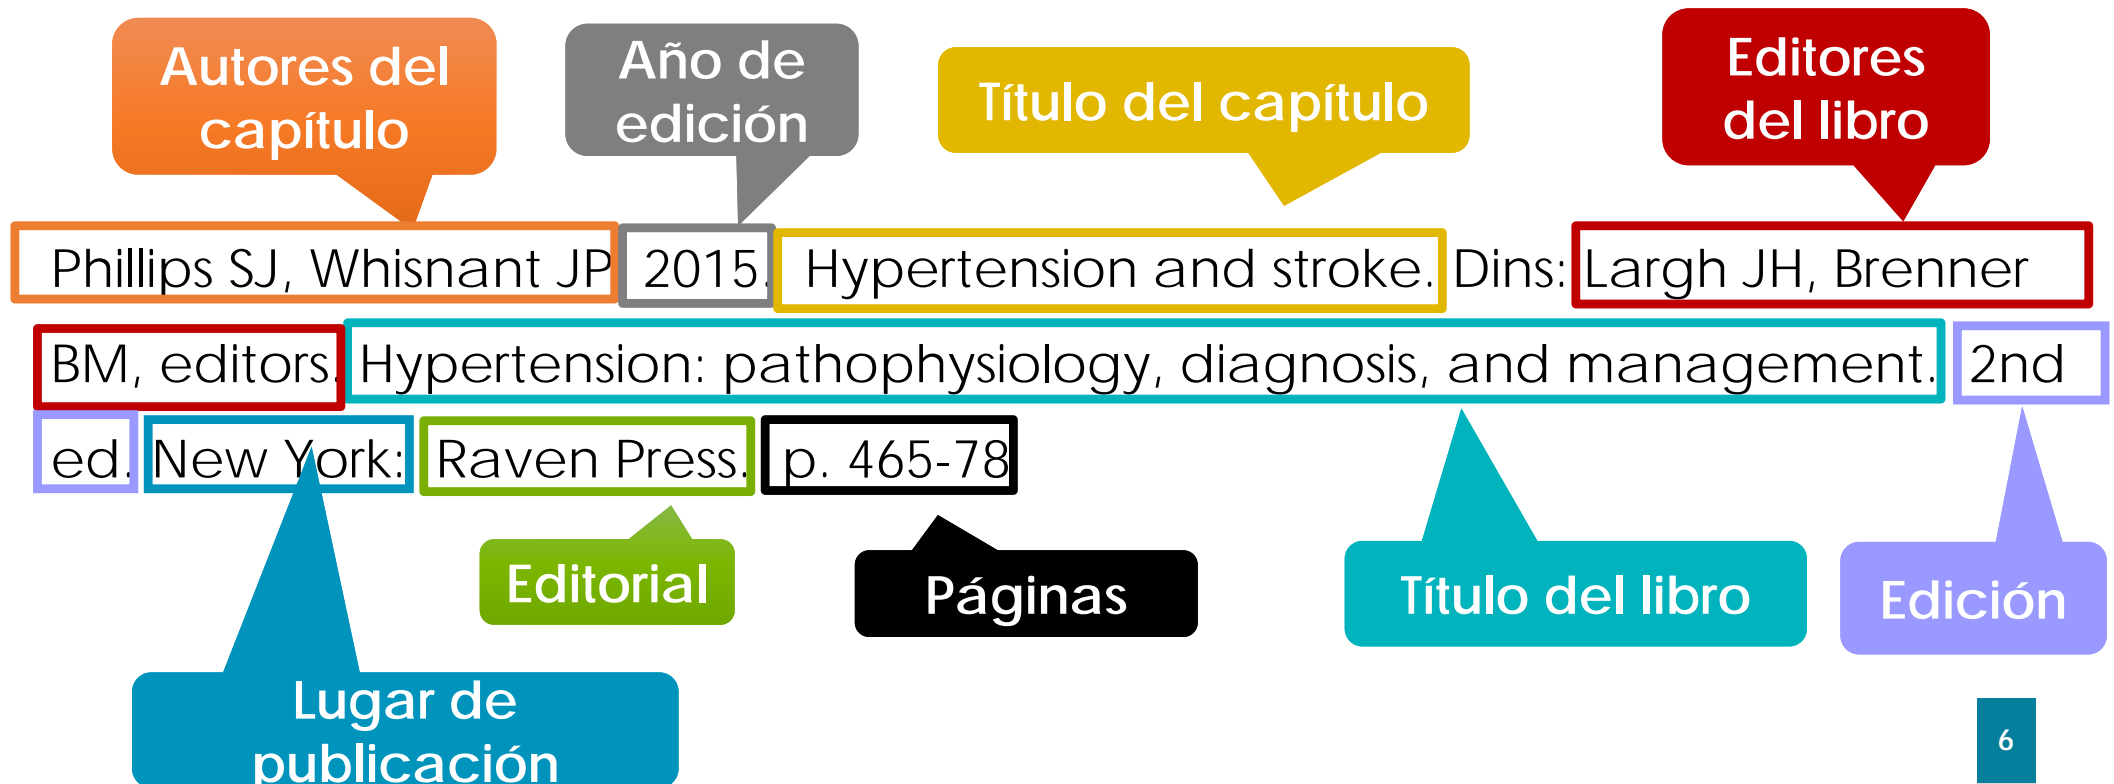 Autores del
capítulo
Año de
edición
Título del capítulo
Editores
del libro
Phillips SJ, Whisnant JP 2015. Hypertension and stroke. Dins: Largh JH, Brenner
BM, editors. Hypertension: pathophysiology, diagnosis, and management. 2nd
ed. New York: Raven Press. p. 465-78
Editorial
Páginas
Título del libro
Edición
Lugar de
publicación
6